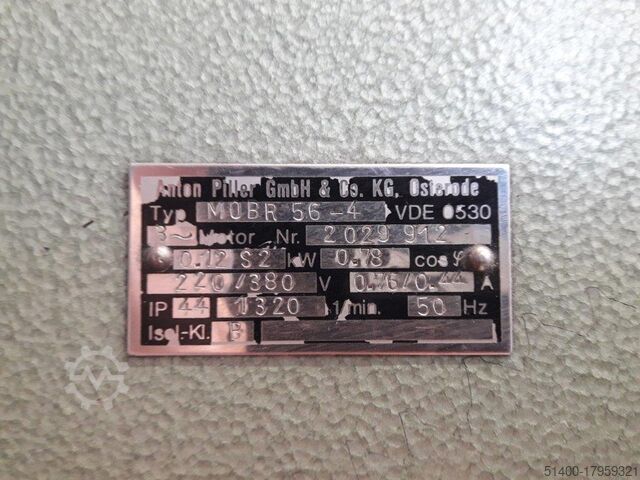 Anton Piller GmbH & Co. KG, Osterode
Typ MOBR 56-4 VDE 0530
3~ Motor Nr. 2029 912
0.12 S2 kW 0.78 cosφ
220/380 V 0.76/0.44 A
IP 44 1320 1/min. 50 Hz
Isol-Kl. B
51400-17959321